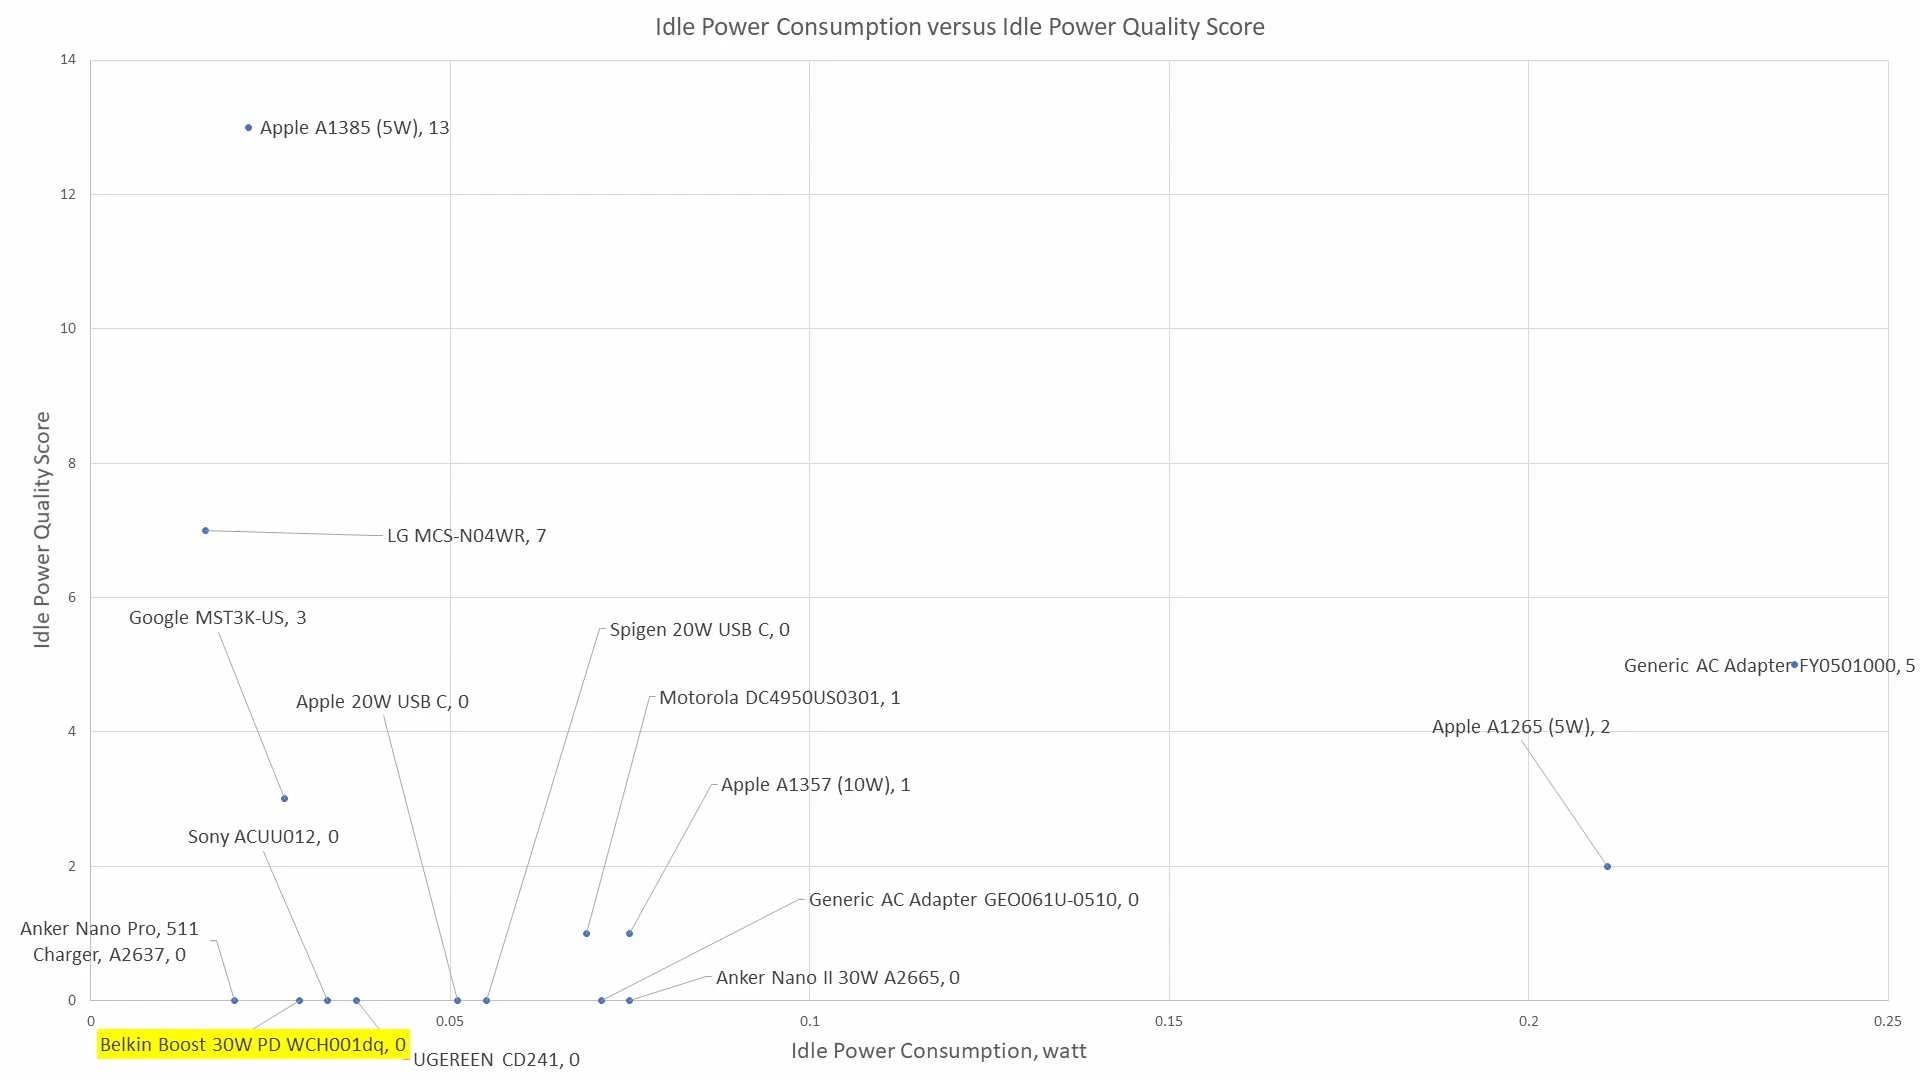 Idle Power Consumption versus Idle Power Quality Score
14
Apple A1385 (5W), 13
12
10
Idle Power Quality Score
8
LG MCS-N04WR, 7
6
Google MST3K-US, 3
Spigen 20W USB C, 0
Generic AC Adapter FY0501000, 5
Apple 20W USB C, 0
Motorola DC4950US0301, 1
4
Apple A1265 (5W), 2
Apple A1357 (10W), 1
Sony ACUU012, 0
2
Generic AC Adapter GEO061U-0510, 0
Anker Nano Pro, 511
Charger, A2637, 0
Anker Nano II 30W A2665, 0
0
0 0.05 0.1 0.15 0.2 0.25
Belkin Boost 30W PD WCH001dq, 0
UGEREEN CD241, 0
Idle Power Consumption, watt